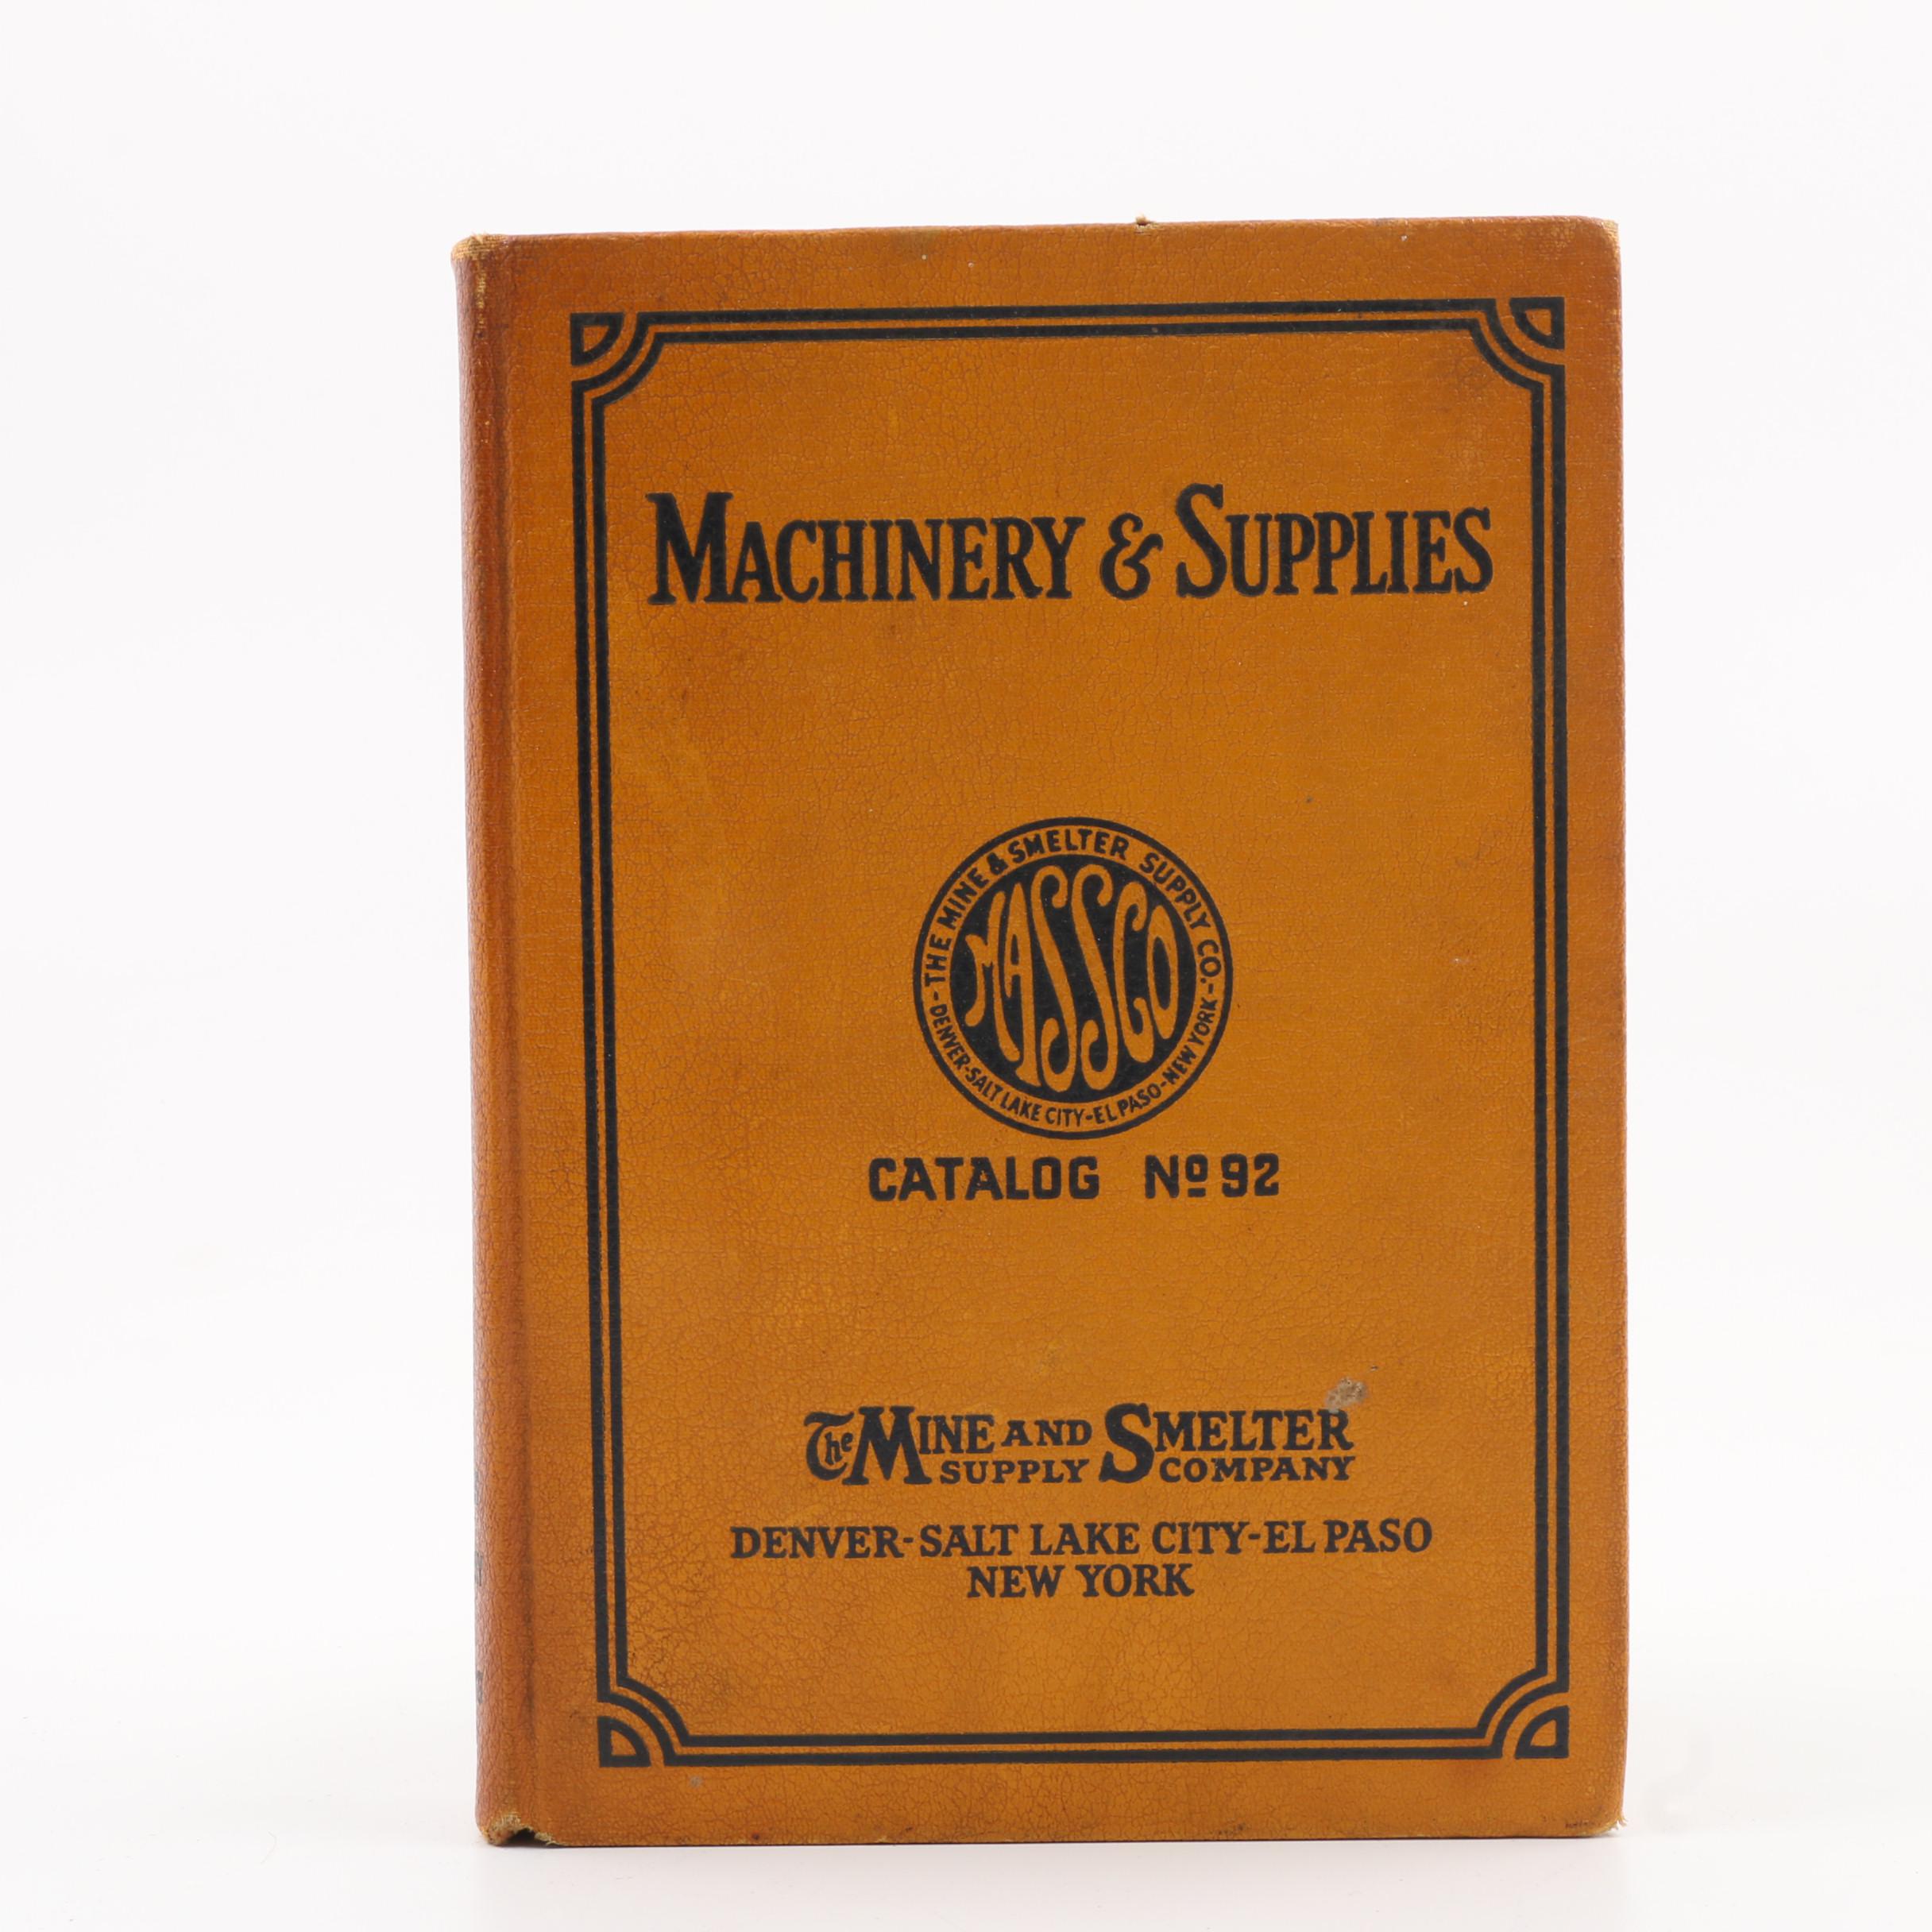 MACHINERY & SUPPLIES
THE MINE & SMELTER SUPPLY CO.
MASSCO
DENVER-SALT LAKE CITY-EL PASO-NEW YORK
CATALOG Nº 92
The MINE AND SMELTER
SUPPLY COMPANY
DENVER-SALT LAKE CITY-EL PASO
NEW YORK